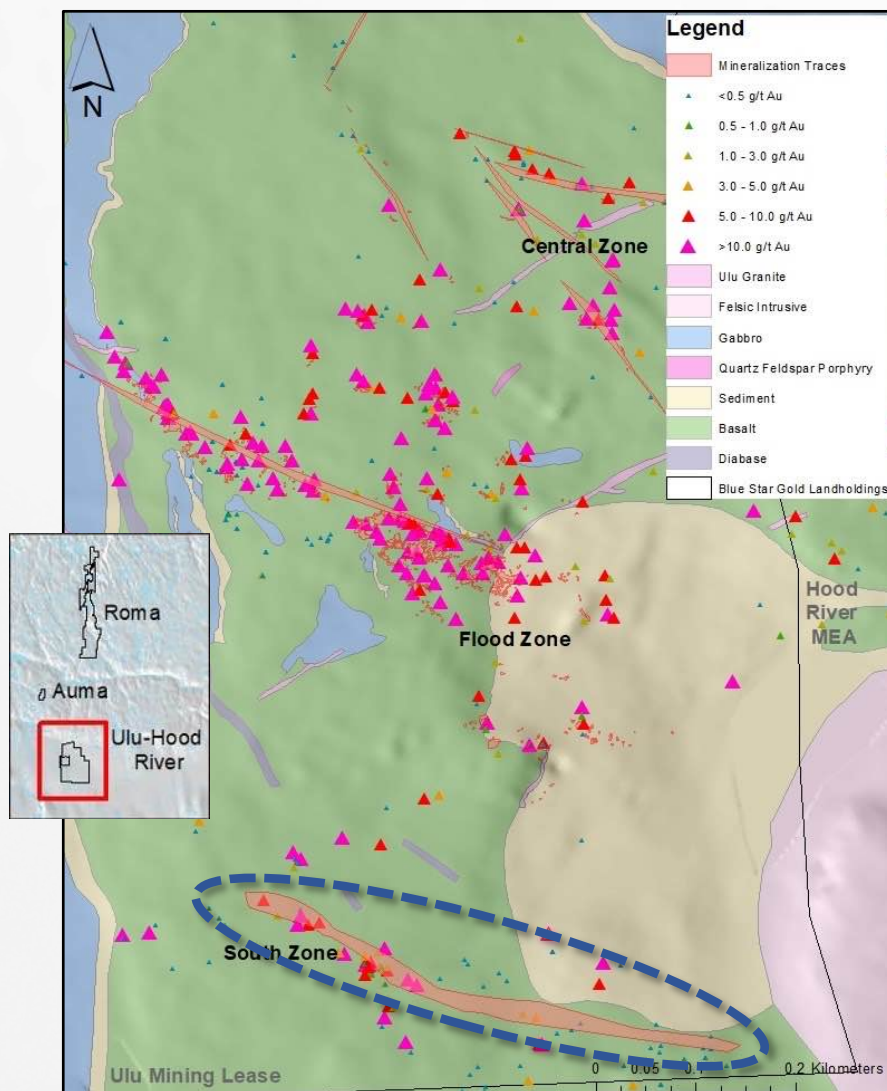 Legend
Mineralization Traces
<0.5 g/t Au
0.5 - 1.0 g/t Au
1.0 - 3.0 g/t Au
3.0 - 5.0 g/t Au
5.0 - 10.0 g/t Au
>10.0 g/t Au
Ulu Granite
Felsic Intrusive
Gabbro
Quartz Feldspar Porphyry
Sediment
Basalt
Diabase
Blue Star Gold Landholdings
N
Central Zone
Flood Zone
Hood
River
MEA
Roma
Auma
Ulu-Hood
River
South Zone
Ulu Mining Lease
0 0.05 0.1 0.2 Kilometers